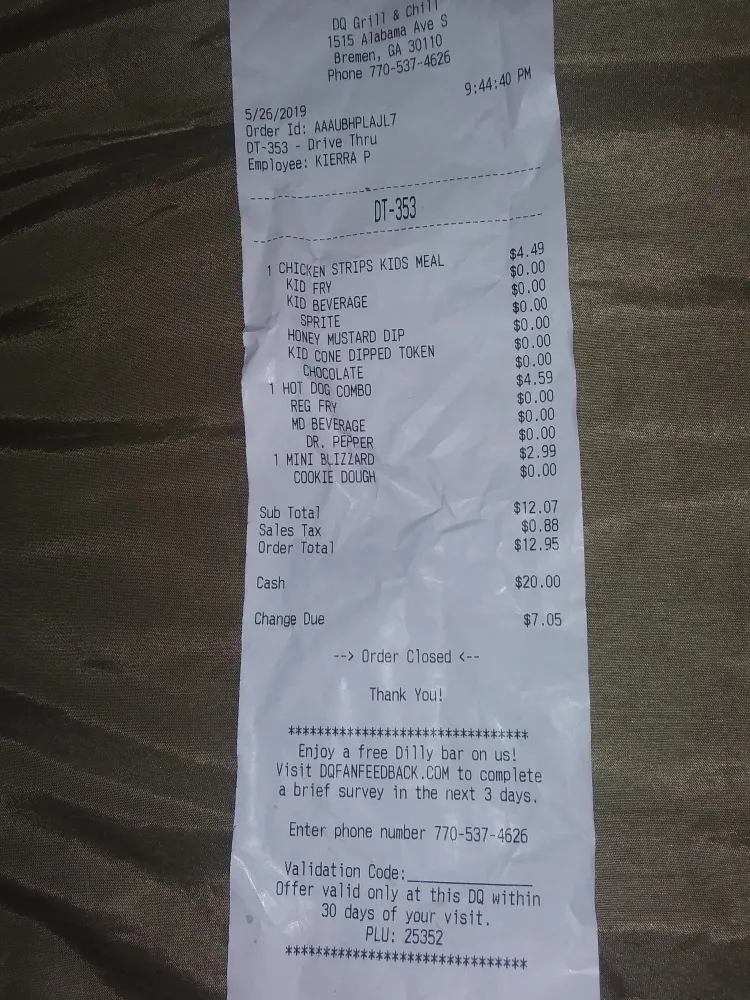 DQ Grill & Chill
1515 Alabama Ave S
Bremen, GA 30110
Phone 770-537-4626
9:44:40 PM
5/26/2019
Order Id: AAAUBHPLAJL7
DT-353 - Drive Thru
Employee: KIERRA P
DT-353
1 CHICKEN STRIPS KIDS MEAL $4.49
KID FRY $0.00
KID BEVERAGE $0.00
SPRITE $0.00
HONEY MUSTARD DIP $0.00
KID CONE DIPPED TOKEN $0.00
CHOCOLATE $0.00
1 HOT DOG COMBO $4.59
REG FRY $0.00
MD BEVERAGE $0.00
DR. PEPPER $0.00
1 MINI BLIZZARD $2.99
COOKIE DOUGH $0.00
Sub Total $12.07
Sales Tax $0.88
Order Total $12.95
Cash $20.00
Change Due $7.05
--> Order Closed <--
Thank You!
********************************
Enjoy a free Dilly bar on us!
Visit DQFANFEEDBACK.COM to complete
a brief survey in the next 3 days.
Enter phone number 770-537-4626
Validation Code:________________
Offer valid only at this DQ within
30 days of your visit.
PLU: 25352
********************************